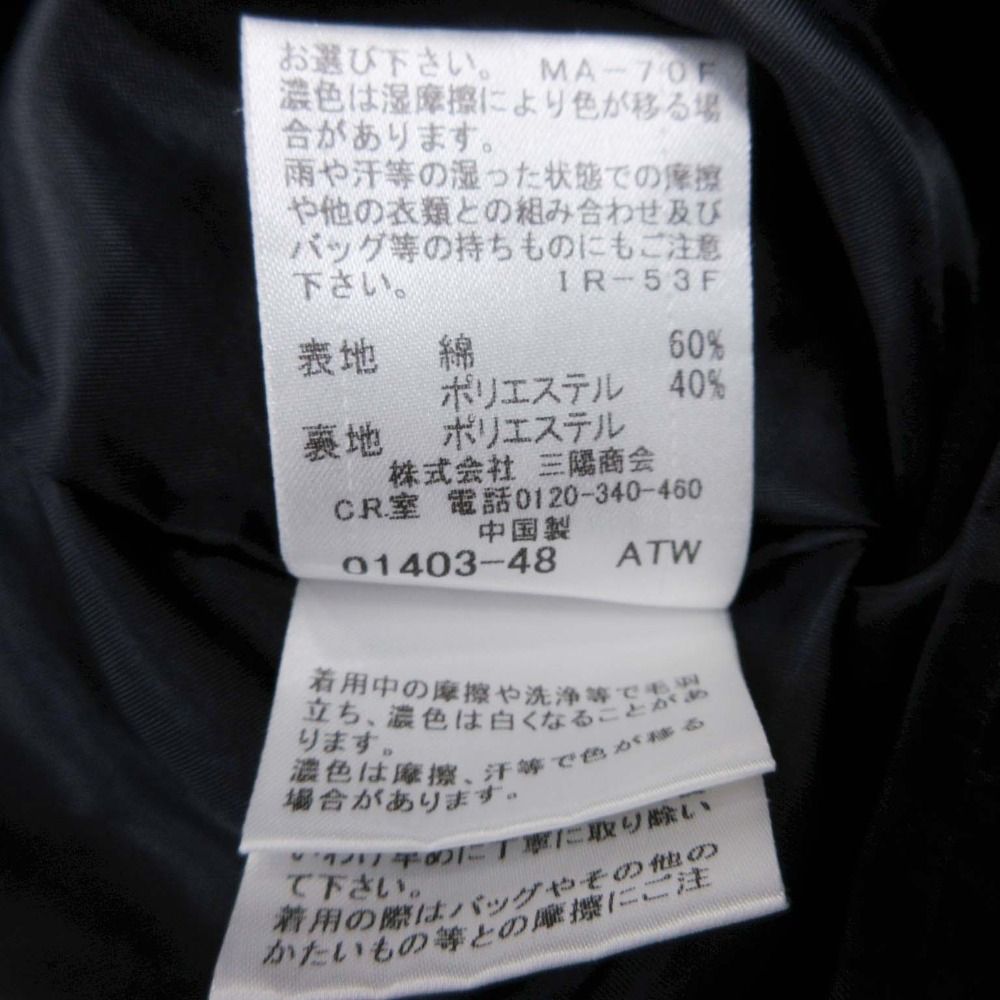 お選び下さい。 MA-70F
濃色は湿摩擦により色が移る場
合があります。
雨や汗等の湿った状態での摩擦
や他の衣類との組み合わせ及び
バッグ等の持ちものにもご注意
下さい。 IR-53F
表地 綿 60%
ポリエステル 40%
裏地 ポリエステル
株式会社 三陽商会
C.R.室 電話0120-340-460
中国製
01403-48 ATW
着用中の摩擦や洗浄等で毛羽
立ち、濃色は白くなることがあ
ります。
濃色は摩擦、汗等で色が移る
場合があります。
早めに丁寧に取り除い
て下さい。
着用の際はバッグやその他の
かたいもの等との摩擦にご注